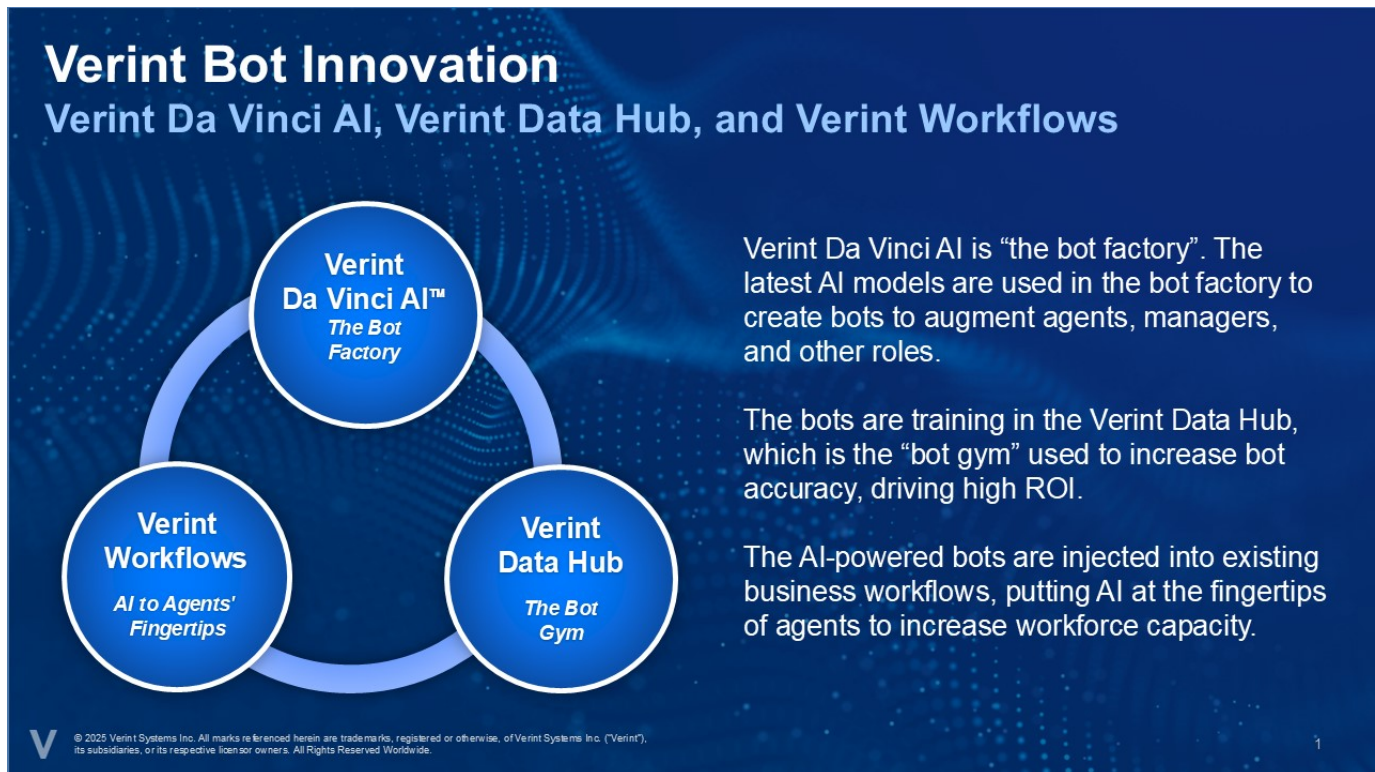 Verint Bot Innovation
Verint Da Vinci AI, Verint Data Hub, and Verint Workflows
Verint
Da Vinci AI™
The Bot
Factory
Verint
Workflows
AI to Agents'
Fingertips
Verint
Data Hub
The Bot
Gym
Verint Da Vinci AI is “the bot factory”. The
latest AI models are used in the bot factory to
create bots to augment agents, managers,
and other roles.
The bots are training in the Verint Data Hub,
which is the “bot gym” used to increase bot
accuracy, driving high ROI.
The AI-powered bots are injected into existing
business workflows, putting AI at the fingertips
of agents to increase workforce capacity.
V
© 2025 Verint Systems Inc. All marks referenced herein are trademarks, registered or otherwise, of Verint Systems Inc. ("Verint"),
its subsidiaries, or its respective licensor owners. All Rights Reserved Worldwide.
1